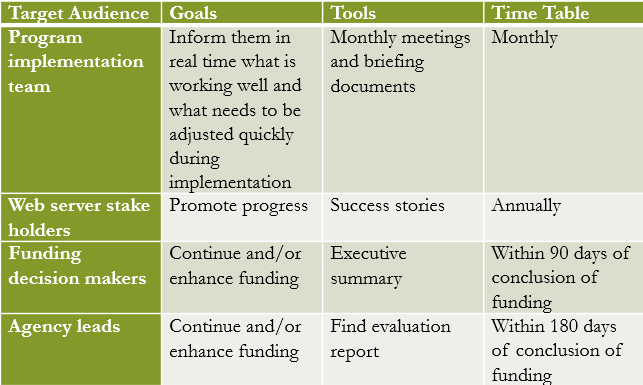 Target Audience Goals Tools Time Table
Program implementation team
Inform them in real time what is working well and what needs to be adjusted quickly during implementation
Monthly meetings and briefing documents
Monthly
Web server stake holders
Promote progress
Success stories
Annually
Funding decision makers
Continue and/or enhance funding
Executive summary
Within 90 days of conclusion of funding
Agency leads
Continue and/or enhance funding
Find evaluation report
Within 180 days of conclusion of funding